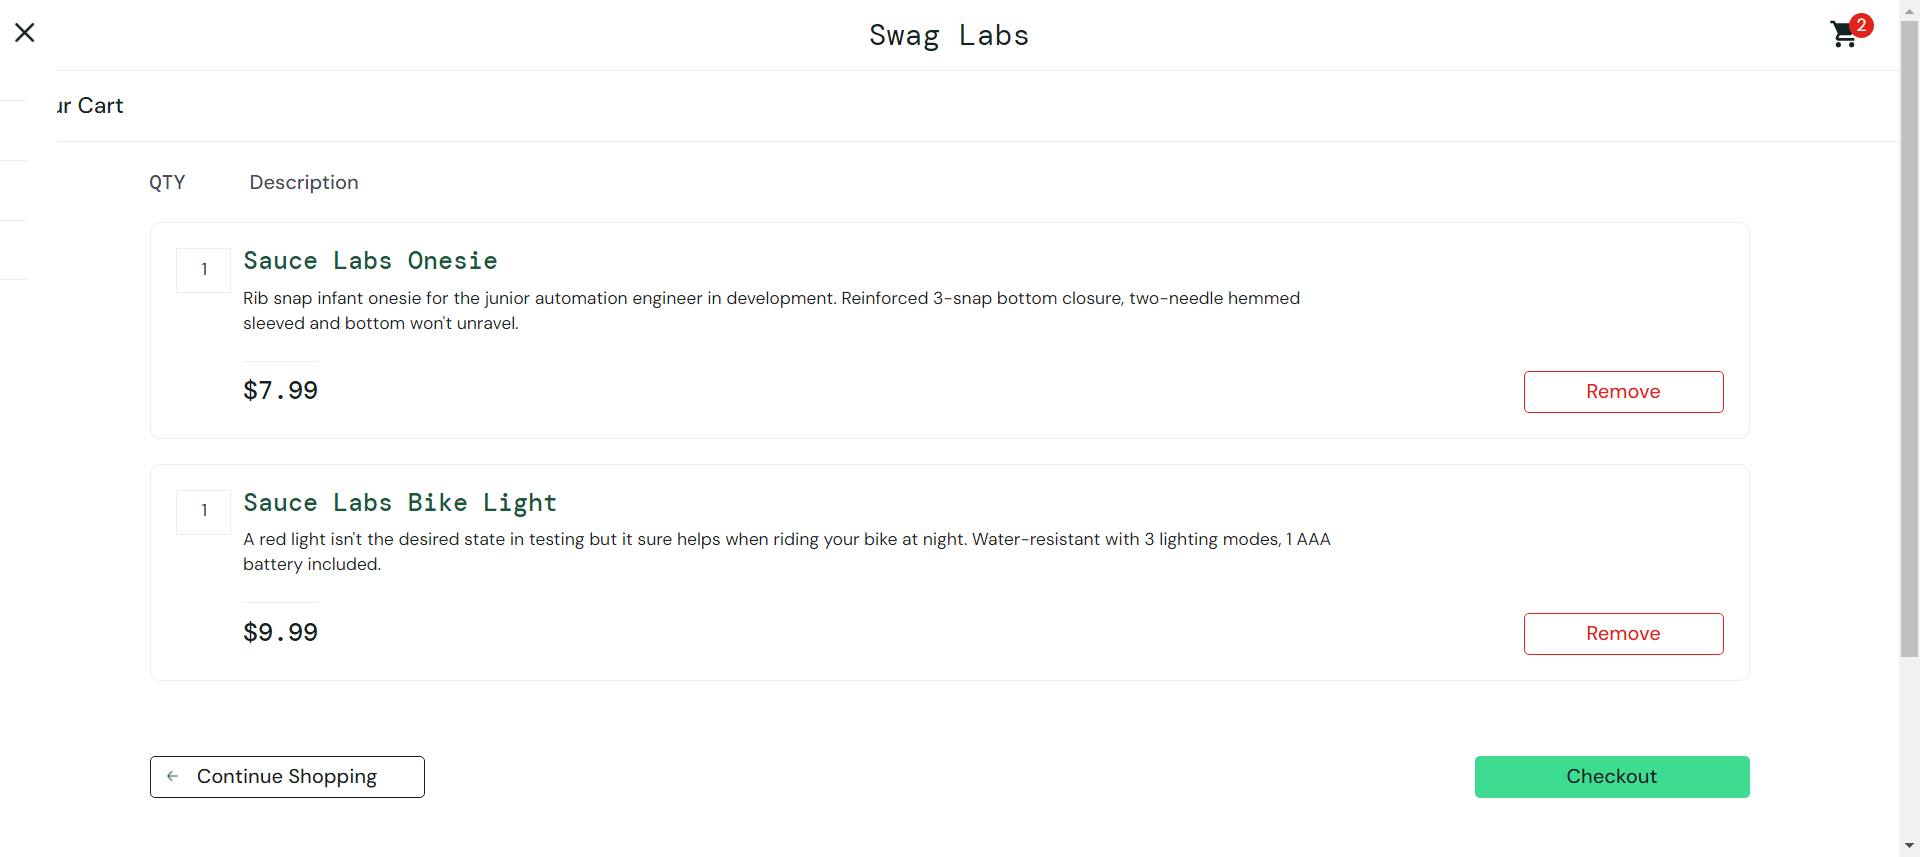 Swag Labs
2
ur Cart
QTY Description
1
Sauce Labs Onesie
Rib snap infant onesie for the junior automation engineer in development. Reinforced 3-snap bottom closure, two-needle hemmed
sleeved and bottom won't unravel.
$7.99
Remove
1
Sauce Labs Bike Light
A red light isn't the desired state in testing but it sure helps when riding your bike at night. Water-resistant with 3 lighting modes, 1 AAA
battery included.
$9.99
Remove
Continue Shopping
Checkout